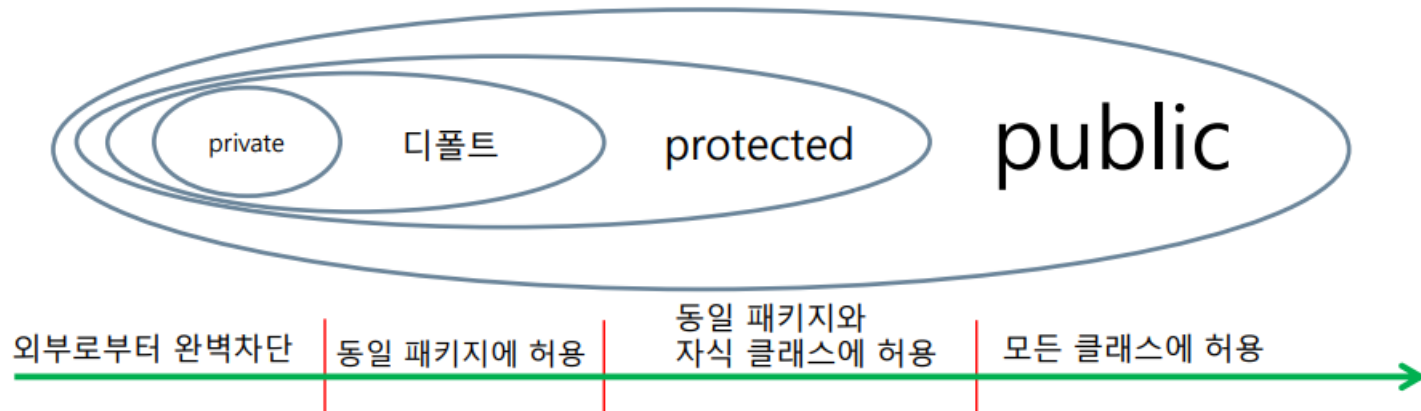 private
디폴트
protected
public
외부로부터 완벽차단
동일 패키지에 허용
동일 패키지와
자식 클래스에 허용
모든 클래스에 허용